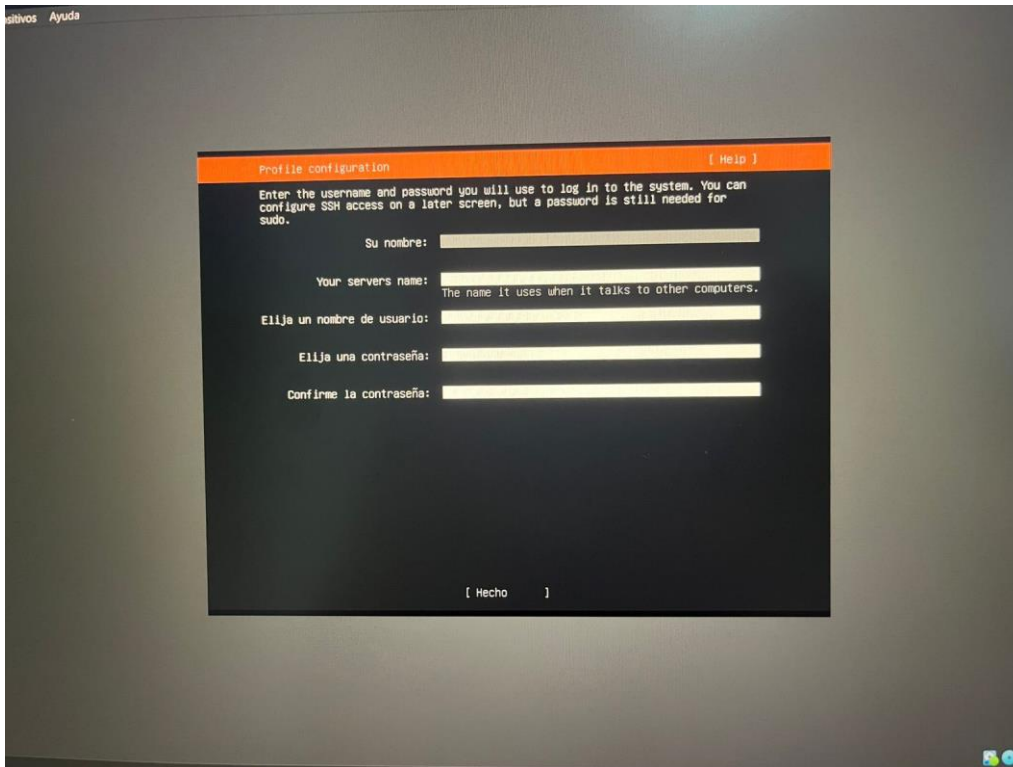 Ayuda
Profile configuration [ Help ]
Enter the username and password you will use to log in to the system. You can
configure SSH access on a later screen, but a password is still needed for
sudo.
Su nombre:
Your servers name:
The name it uses when it talks to other computers.
Elija un nombre de usuario:
Elija una contraseña:
Confirme la contraseña:
[ Hecho ]